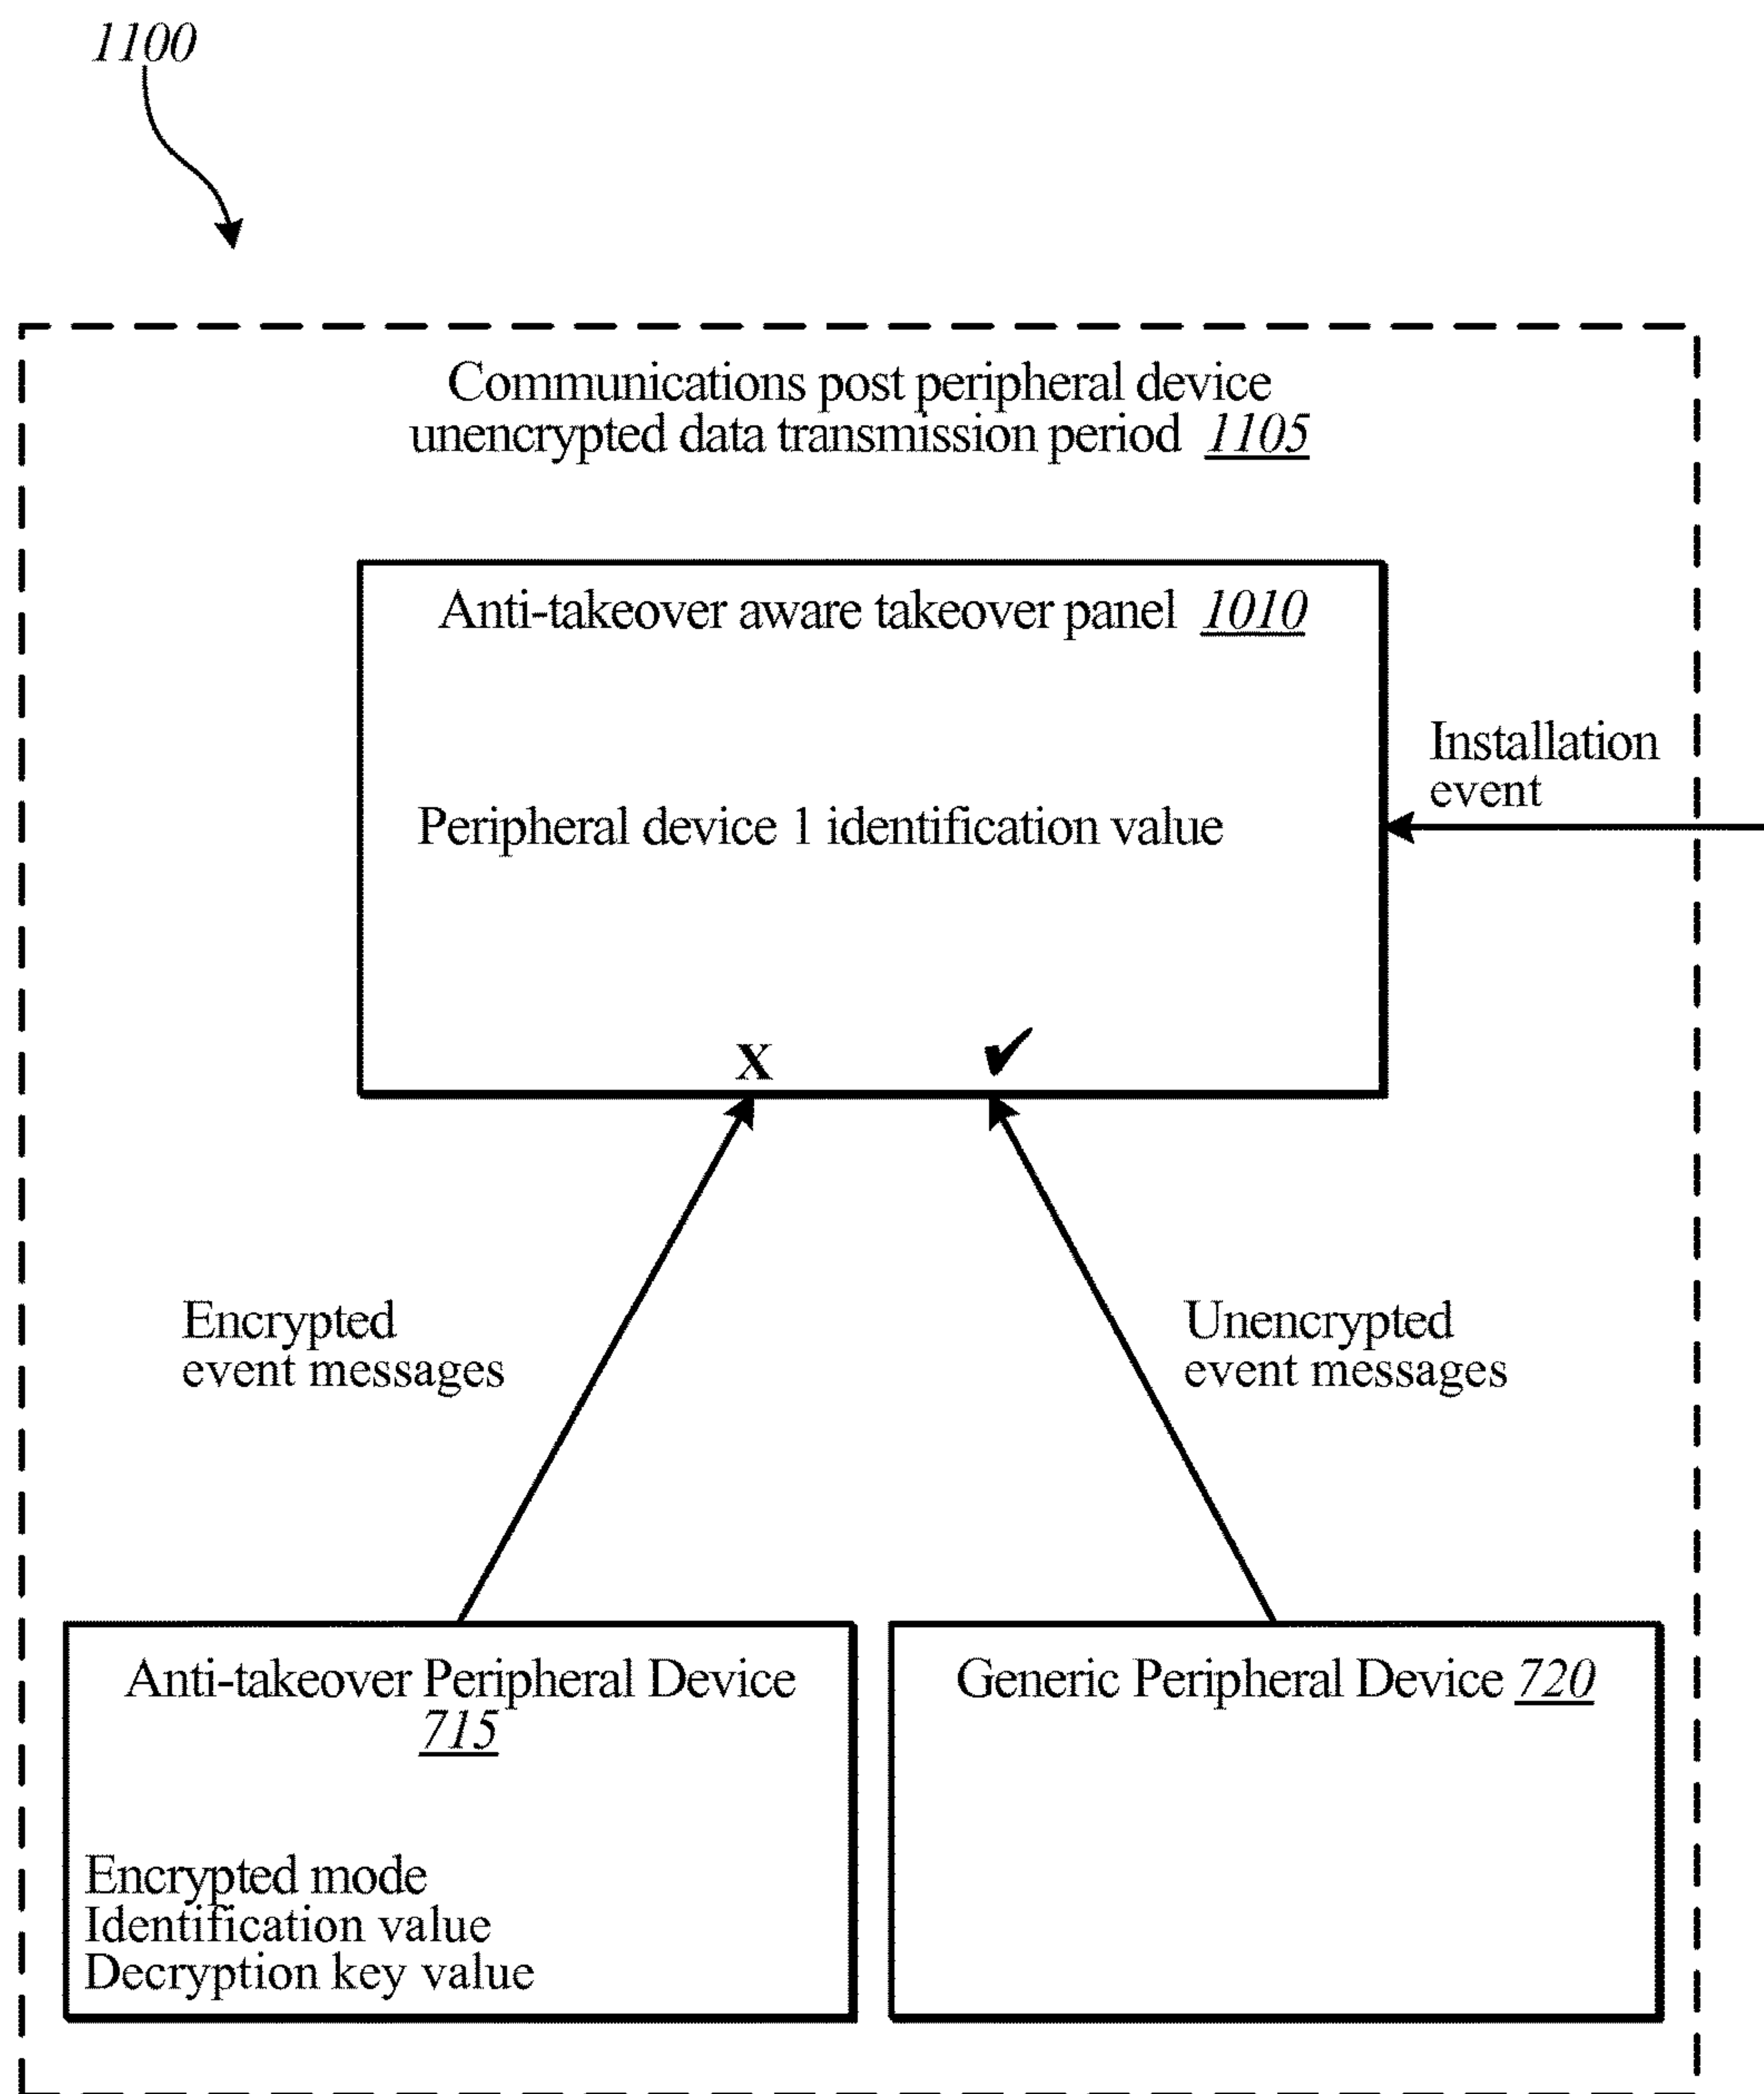 1100
Communications post peripheral device
unencrypted data transmission period 1105
Anti-takeover aware takeover panel 1010
Installation
event
Peripheral device 1 identification value
X
Encrypted
event messages
Unencrypted
event messages
Anti-takeover Peripheral Device
715
Encrypted mode
Identification value
Decryption key value
Generic Peripheral Device 720